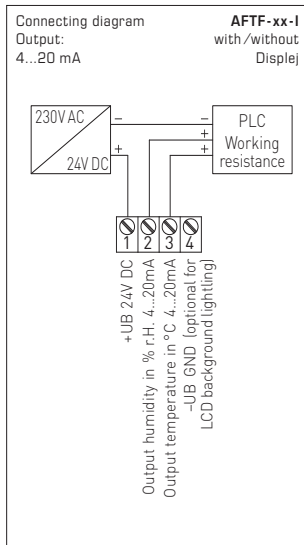 Connecting diagram
Output:
4...20 mA
AFTF-xx-I
with/without
Displej
230V AC
24V DC
–
+
–
+
+
PLC
Working
resistance
1 2 3 4
+UB 24V DC
Output humidity in % r.H. 4...20mA
Output temperature in °C 4...20mA
–UB GND (optional for
LCD background lightling)